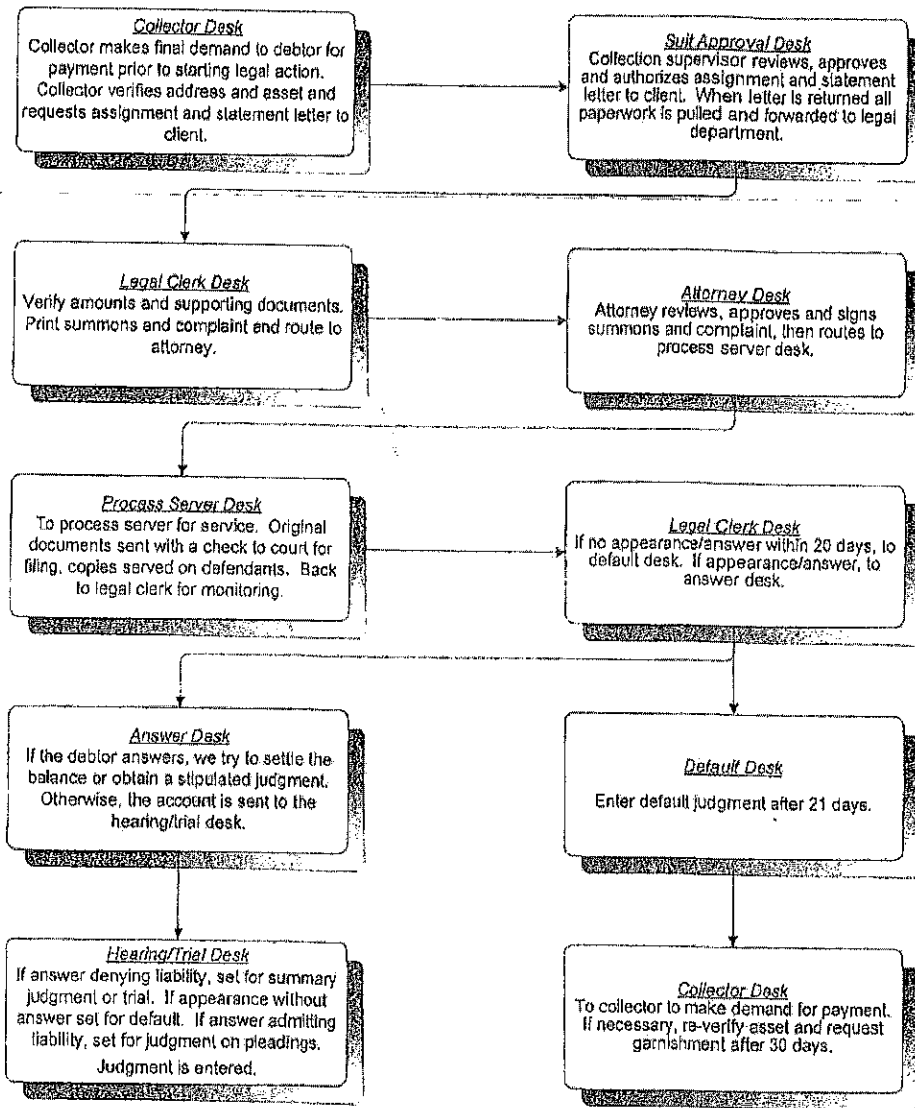 Collector Desk
Collector makes final demand to debtor for
payment prior to starting legal action.
Collector verifies address and asset and
requests assignment and statement letter to
client.
Suit Approval Desk
Collection supervisor reviews, approves
and authorizes assignment and statement
letter to client. When letter is returned all
paperwork is pulled and forwarded to legal
department.
Legal Clerk Desk
Verify amounts and supporting documents.
Print summons and complaint and route to
attorney.
Attorney Desk
Attorney reviews, approves and signs
summons and complaint, then routes to
process server desk.
Process Server Desk
To process server for service. Original
documents sent with a check to court for
filing, copies served on defendants. Back
to legal clerk for monitoring.
Legal Clerk Desk
If no appearance/answer within 20 days, to
default desk. If appearance/answer, to
answer desk.
Answer Desk
If the debtor answers, we try to settle the
balance or obtain a stipulated judgment.
Otherwise, the account is sent to the
hearing/trial desk.
Default Desk
Enter default judgment after 21 days.
Hearing/Trial Desk
If answer denying liability, set for summary
judgment or trial. If appearance without
answer set for default. If answer admitting
liability, set for judgment on pleadings.
Judgment is entered.
Collector Desk
To collector to make demand for payment.
If necessary, re-verify asset and request
garnishment after 30 days.